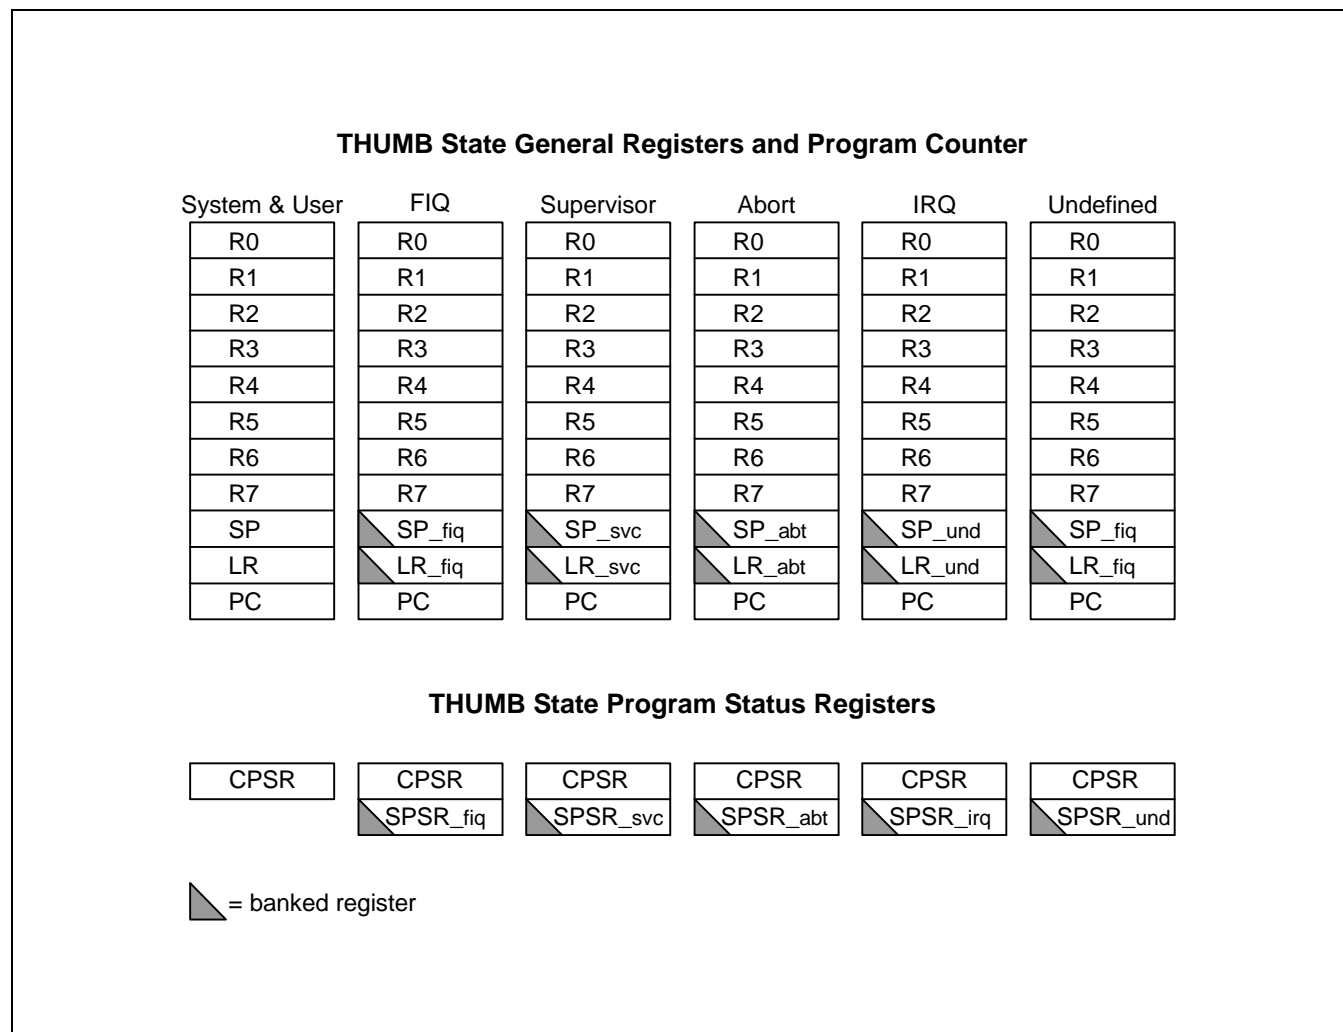 THUMB State General Registers and Program Counter
System & User FIQ Supervisor Abort IRQ Undefined
R0 R0 R0 R0 R0 R0
R1 R1 R1 R1 R1 R1
R2 R2 R2 R2 R2 R2
R3 R3 R3 R3 R3 R3
R4 R4 R4 R4 R4 R4
R5 R5 R5 R5 R5 R5
R6 R6 R6 R6 R6 R6
R7 R7 R7 R7 R7 R7
SP SP_fiq SP_svc SP_abt SP_und SP_fiq
LR LR_fiq LR_svc LR_abt LR_und LR_fiq
PC PC PC PC PC PC
THUMB State Program Status Registers
CPSR CPSR CPSR CPSR CPSR CPSR
SPSR_fiq SPSR_svc SPSR_abt SPSR_irq SPSR_und
= banked register